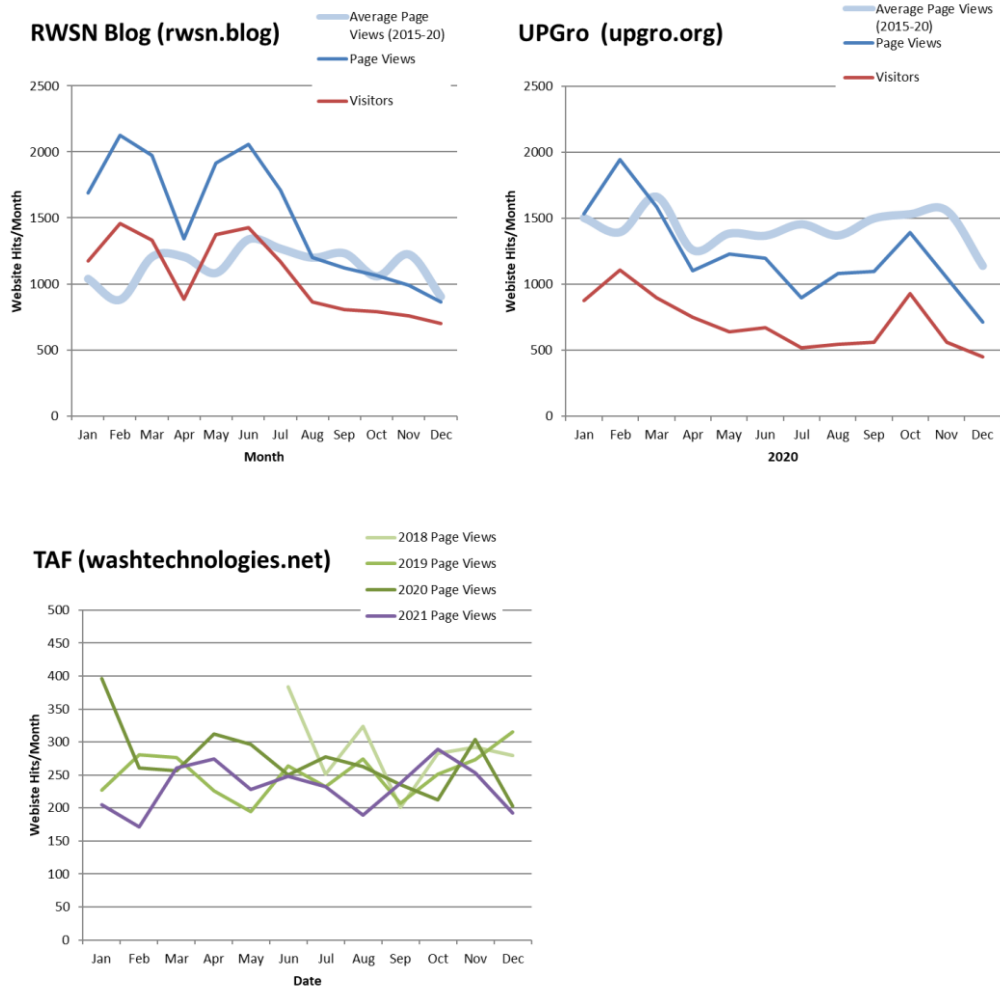 RWSN Blog (rwsn.blog)
Average Page
Views (2015-20)
Page Views
Visitors
Website Hits/Month
2500
2000
1500
1000
500
0
Jan Feb Mar Apr May Jun Jul Aug Sep Oct Nov Dec
Month
UPGro (upgro.org)
Average Page Views
(2015-20)
Page Views
Visitors
Webiste Hits/Month
2500
2000
1500
1000
500
0
Jan Feb Mar Apr May Jun Jul Aug Sep Oct Nov Dec
2020
TAF (washtechnologies.net)
2018 Page Views
2019 Page Views
2020 Page Views
2021 Page Views
Webiste Hits/Month
500
450
400
350
300
250
200
150
100
50
0
Jan Feb Mar Apr May Jun Jul Aug Sep Oct Nov Dec
Date